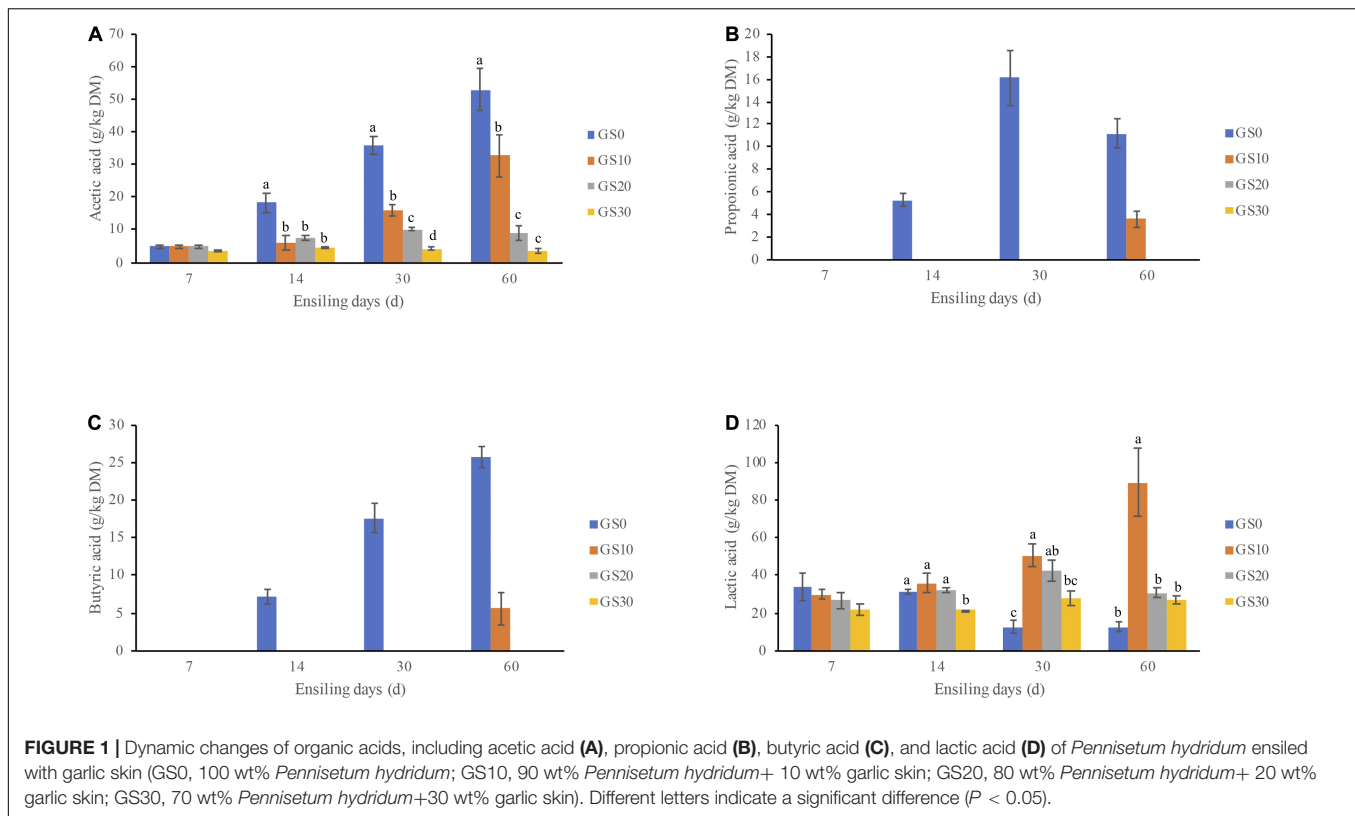 A
Acetic acid (g/kg DM)
70
60
50
40
30
20
10
0
a
b b b
a
b
c
d
a
b
c
c
7 14 30 60
Ensiling days (d)
GS0
GS10
GS20
GS30
B
Propoionic acid (g/kg DM)
20
18
16
14
12
10
8
6
4
2
0
7 14 30 60
Ensiling days (d)
GS0
GS10
GS20
GS30
C
Butyric acid (g/kg DM)
30
25
20
15
10
5
0
7 14 30 60
Ensiling days (d)
GS0
GS10
GS20
GS30
D
Lactic acid (g/kg DM)
120
100
80
60
40
20
0
a a a b
c a ab bc
b a b b
7 14 30 60
Ensiling days (d)
GS0
GS10
GS20
GS30
FIGURE 1 | Dynamic changes of organic acids, including acetic acid (A), propionic acid (B), butyric acid (C), and lactic acid (D) of Pennisetum hydridum ensiled
with garlic skin (GS0, 100 wt% Pennisetum hydridum; GS10, 90 wt% Pennisetum hydridum+ 10 wt% garlic skin; GS20, 80 wt% Pennisetum hydridum+ 20 wt%
garlic skin; GS30, 70 wt% Pennisetum hydridum+30 wt% garlic skin). Different letters indicate a significant difference (P < 0.05).